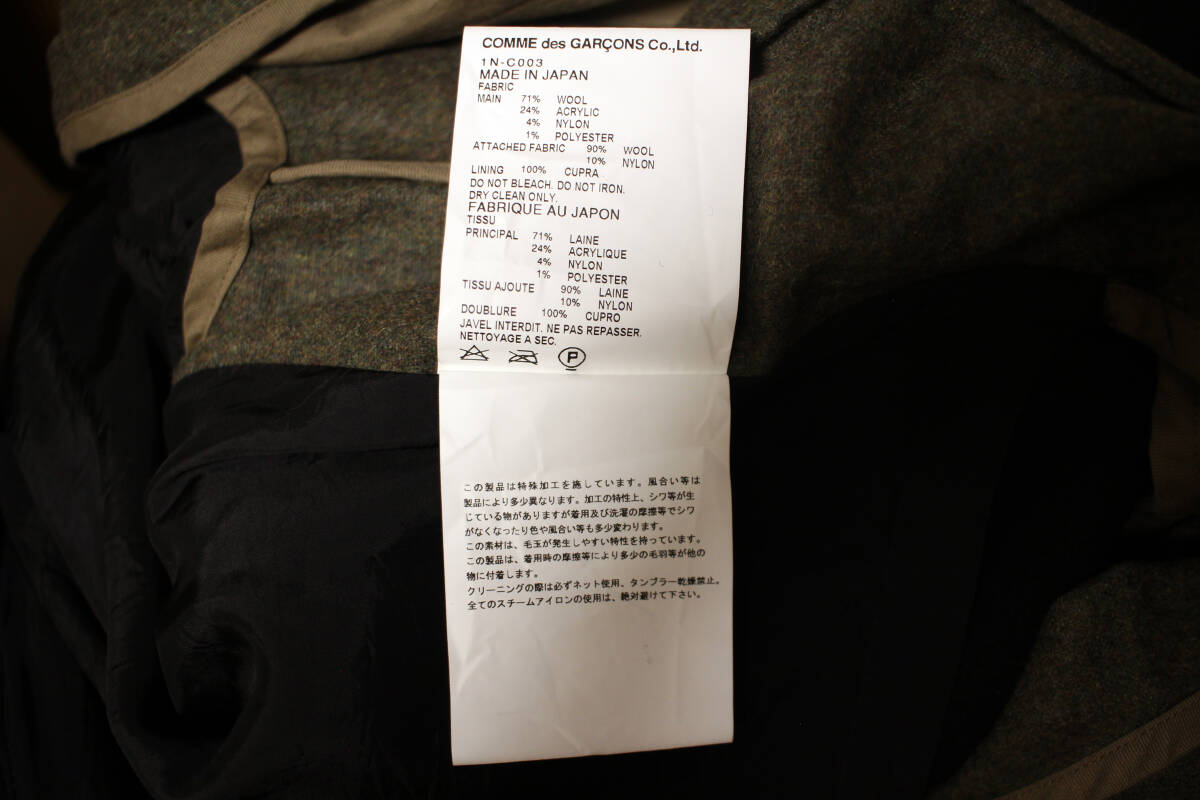 COMME des GARÇONS Co.,Ltd.
1N-C003
MADE IN JAPAN
FABRIC
MAIN 71% WOOL
24% ACRYLIC
4% NYLON
1% POLYESTER
ATTACHED FABRIC 90% WOOL
10% NYLON
LINING 100% CUPRA
DO NOT BLEACH. DO NOT IRON.
DRY CLEAN ONLY.
FABRIQUE AU JAPON
TISSU
PRINCIPAL 71% LAINE
24% ACRYLIQUE
4% NYLON
1% POLYESTER
TISSU AJOUTE 90% LAINE
10% NYLON
DOUBLURE 100% CUPRO
JAVEL INTERDIT. NE PAS REPASSER.
NETTOYAGE A SEC.
P
この製品は特殊加工を施しています。風合い等は
製品により多少異なります。加工の特性上、シワ等が生
じている物がありますが着用及び洗濯の摩擦等でシワ
がなくなったり色や風合い等も多少変わります。
この素材は、毛玉が発生しやすい特性を持っています。
この製品は、着用時の摩擦等により多少の毛羽等が他の
物に付着します。
クリーニングの際は必ずネット使用、タンブラー乾燥禁止。
全てのスチームアイロンの使用は、絶対避けて下さい。